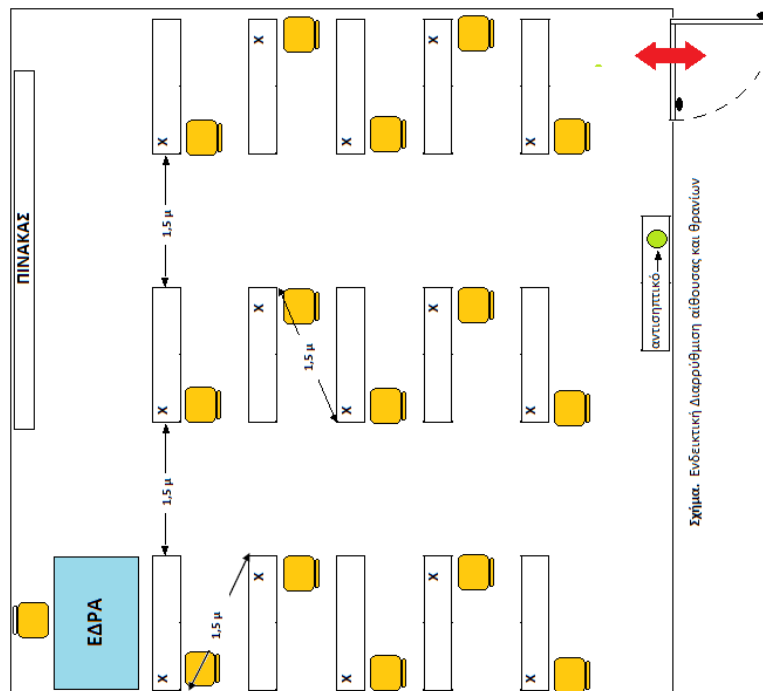 ΠΙΝΑΚΑΣ
ΕΔΡΑ
X
1,5 μ
X
1,5 μ
X
1,5 μ
X
X
X
1,5 μ
X
X
X
X
X
X
X
X
X
αντισηπτικό
Σχήμα. Ενδεικτική Διαρρύθμιση αίθουσας και θρανίων